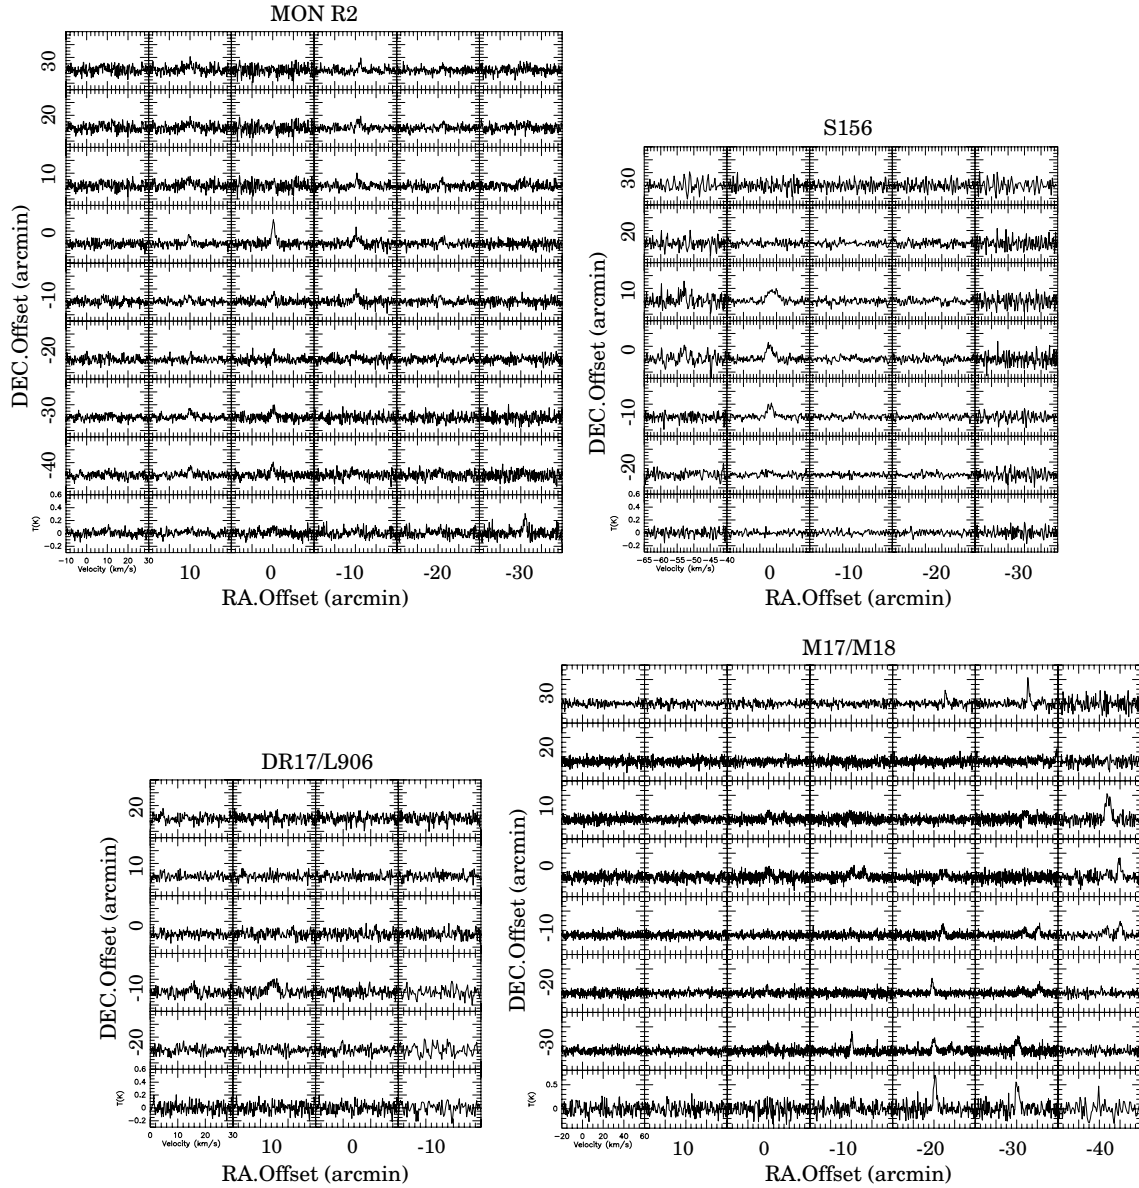 MON R2
30
20
10
0
-10
-20
-30
-40
DEC.Offset (arcmin)
0.6
0.4
0.2
0
-0.2
T(K)
-10 0 10 20 30
Velocity (km/s)
10 0 -10 -20 -30
RA.Offset (arcmin)
S156
30
20
10
0
-10
-20
DEC.Offset (arcmin)
0.6
0.4
0.2
0
-0.2
T(K)
-65 -60 -55 -50 -45 -40
Velocity (km/s)
0 -10 -20 -30
RA.Offset (arcmin)
DR17/L906
20
10
0
-10
-20
DEC.Offset (arcmin)
0.6
0.4
0.2
0
-0.2
T(K)
0 10 20 30
Velocity (km/s)
10 0 -10
RA.Offset (arcmin)
M17/M18
30
20
10
0
-10
-20
-30
DEC.Offset (arcmin)
0.5
0
T(K)
-20 0 20 40 60
Velocity (km/s)
10 0 -10 -20 -30 -40
RA.Offset (arcmin)